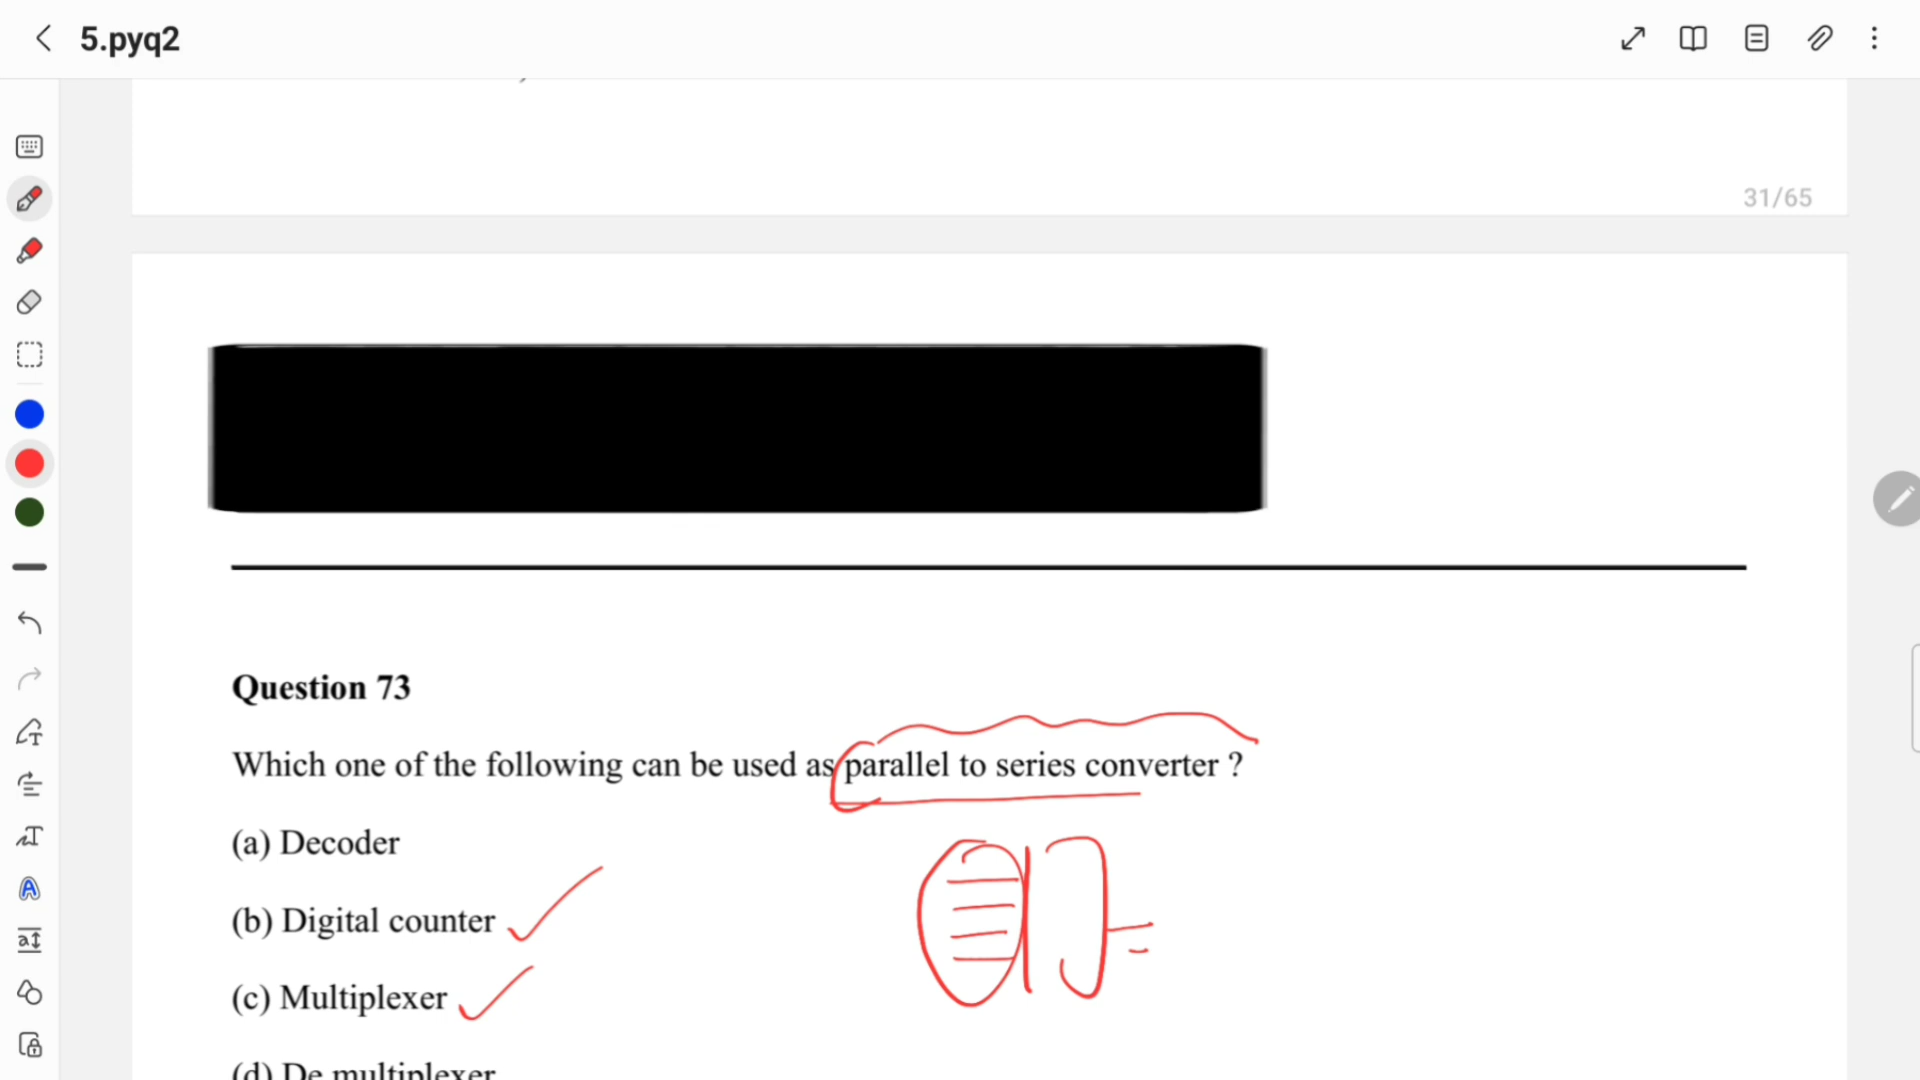 5.pyq2
31/65
Question 73
Which one of the following can be used as parallel to series converter ?
(a) Decoder
(b) Digital counter
(c) Multiplexer
(d) De multiplexer